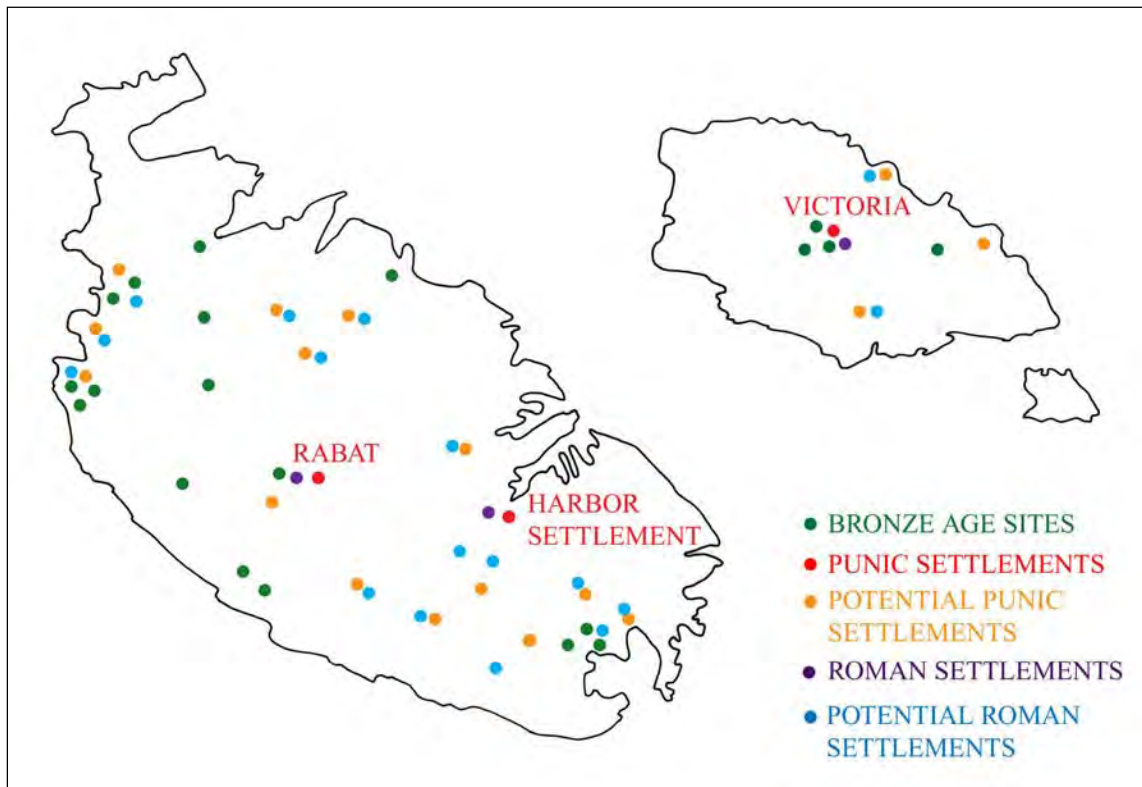 VICTORIA
RABAT
HARBOR
SETTLEMENT
BRONZE AGE SITES
PUNIC SETTLEMENTS
POTENTIAL PUNIC
SETTLEMENTS
ROMAN SETTLEMENTS
POTENTIAL ROMAN
SETTLEMENTS